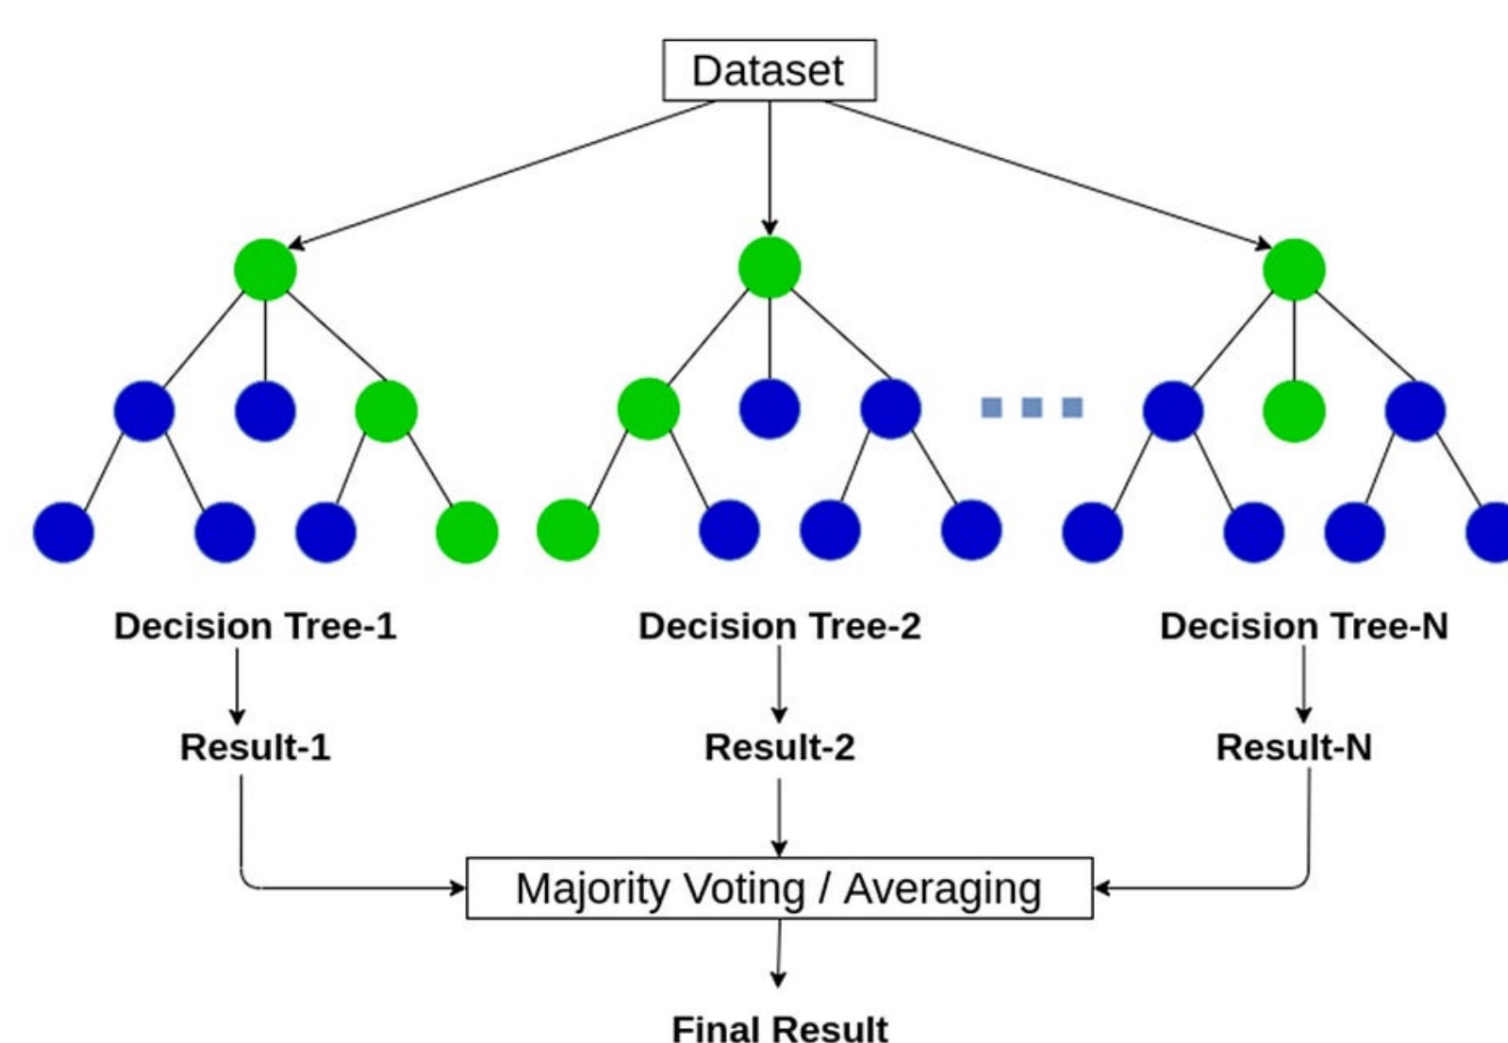 Dataset
Decision Tree-1
Decision Tree-2
Decision Tree-N
Result-1
Result-2
Result-N
Majority Voting / Averaging
Final Result